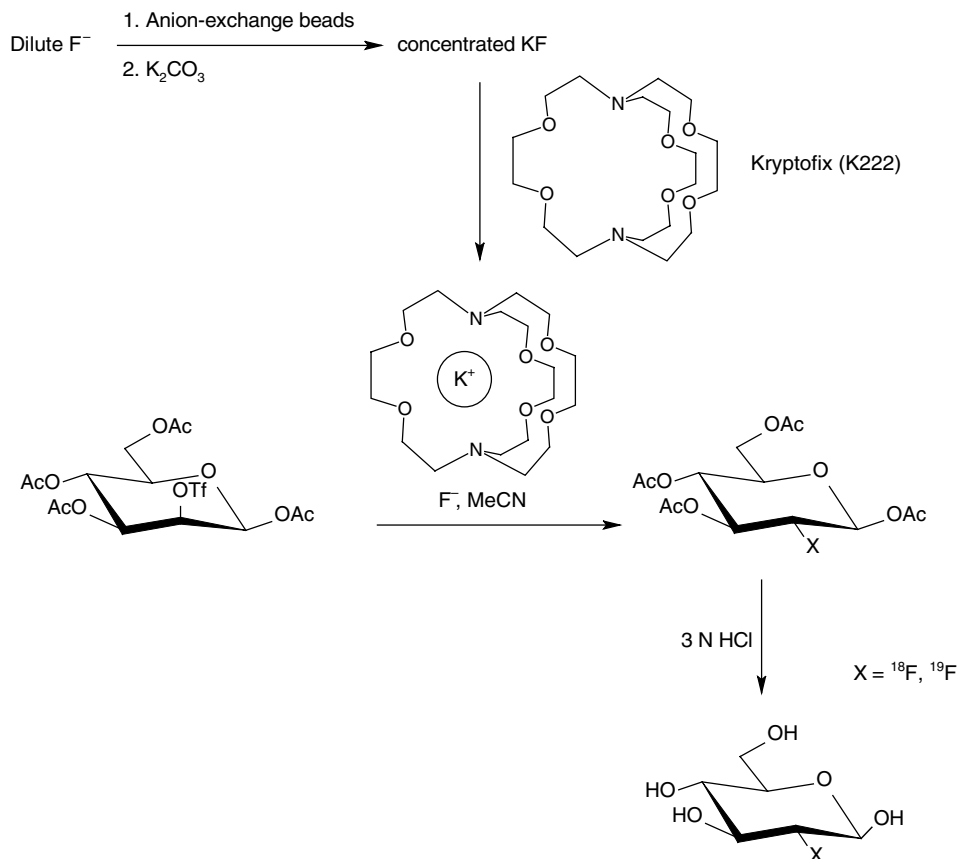 1. Anion-exchange beads
Dilute F⁻
concentrated KF
2. K₂CO₃
N
O
O
O
O
Kryptofix (K222)
O
O
N
N
O
O
O
K⁺
O
O
O
N
OAc
O
AcO
OTf
AcO
OAc
F⁻, MeCN
OAc
O
AcO
AcO
OAc
X
3 N HCl
X = ¹⁸F, ¹⁹F
OH
O
HO
HO
OH
X